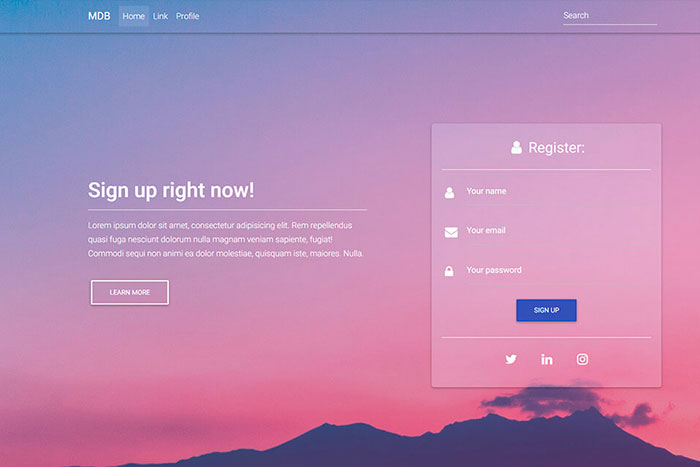 MDB Home Link Profile Search
Register:
Sign up right now!
Your name
Lorem ipsum dolor sit amet, consectetur adipisicing elit. Rem repellendus
quasi fuga nesciunt dolorum nulla magnam veniam sapiente, fugiat!
Commodi sequi non animi ea dolor molestiae, quisquam iste, maiores. Nulla.
Your email
Your password
LEARN MORE
SIGN UP